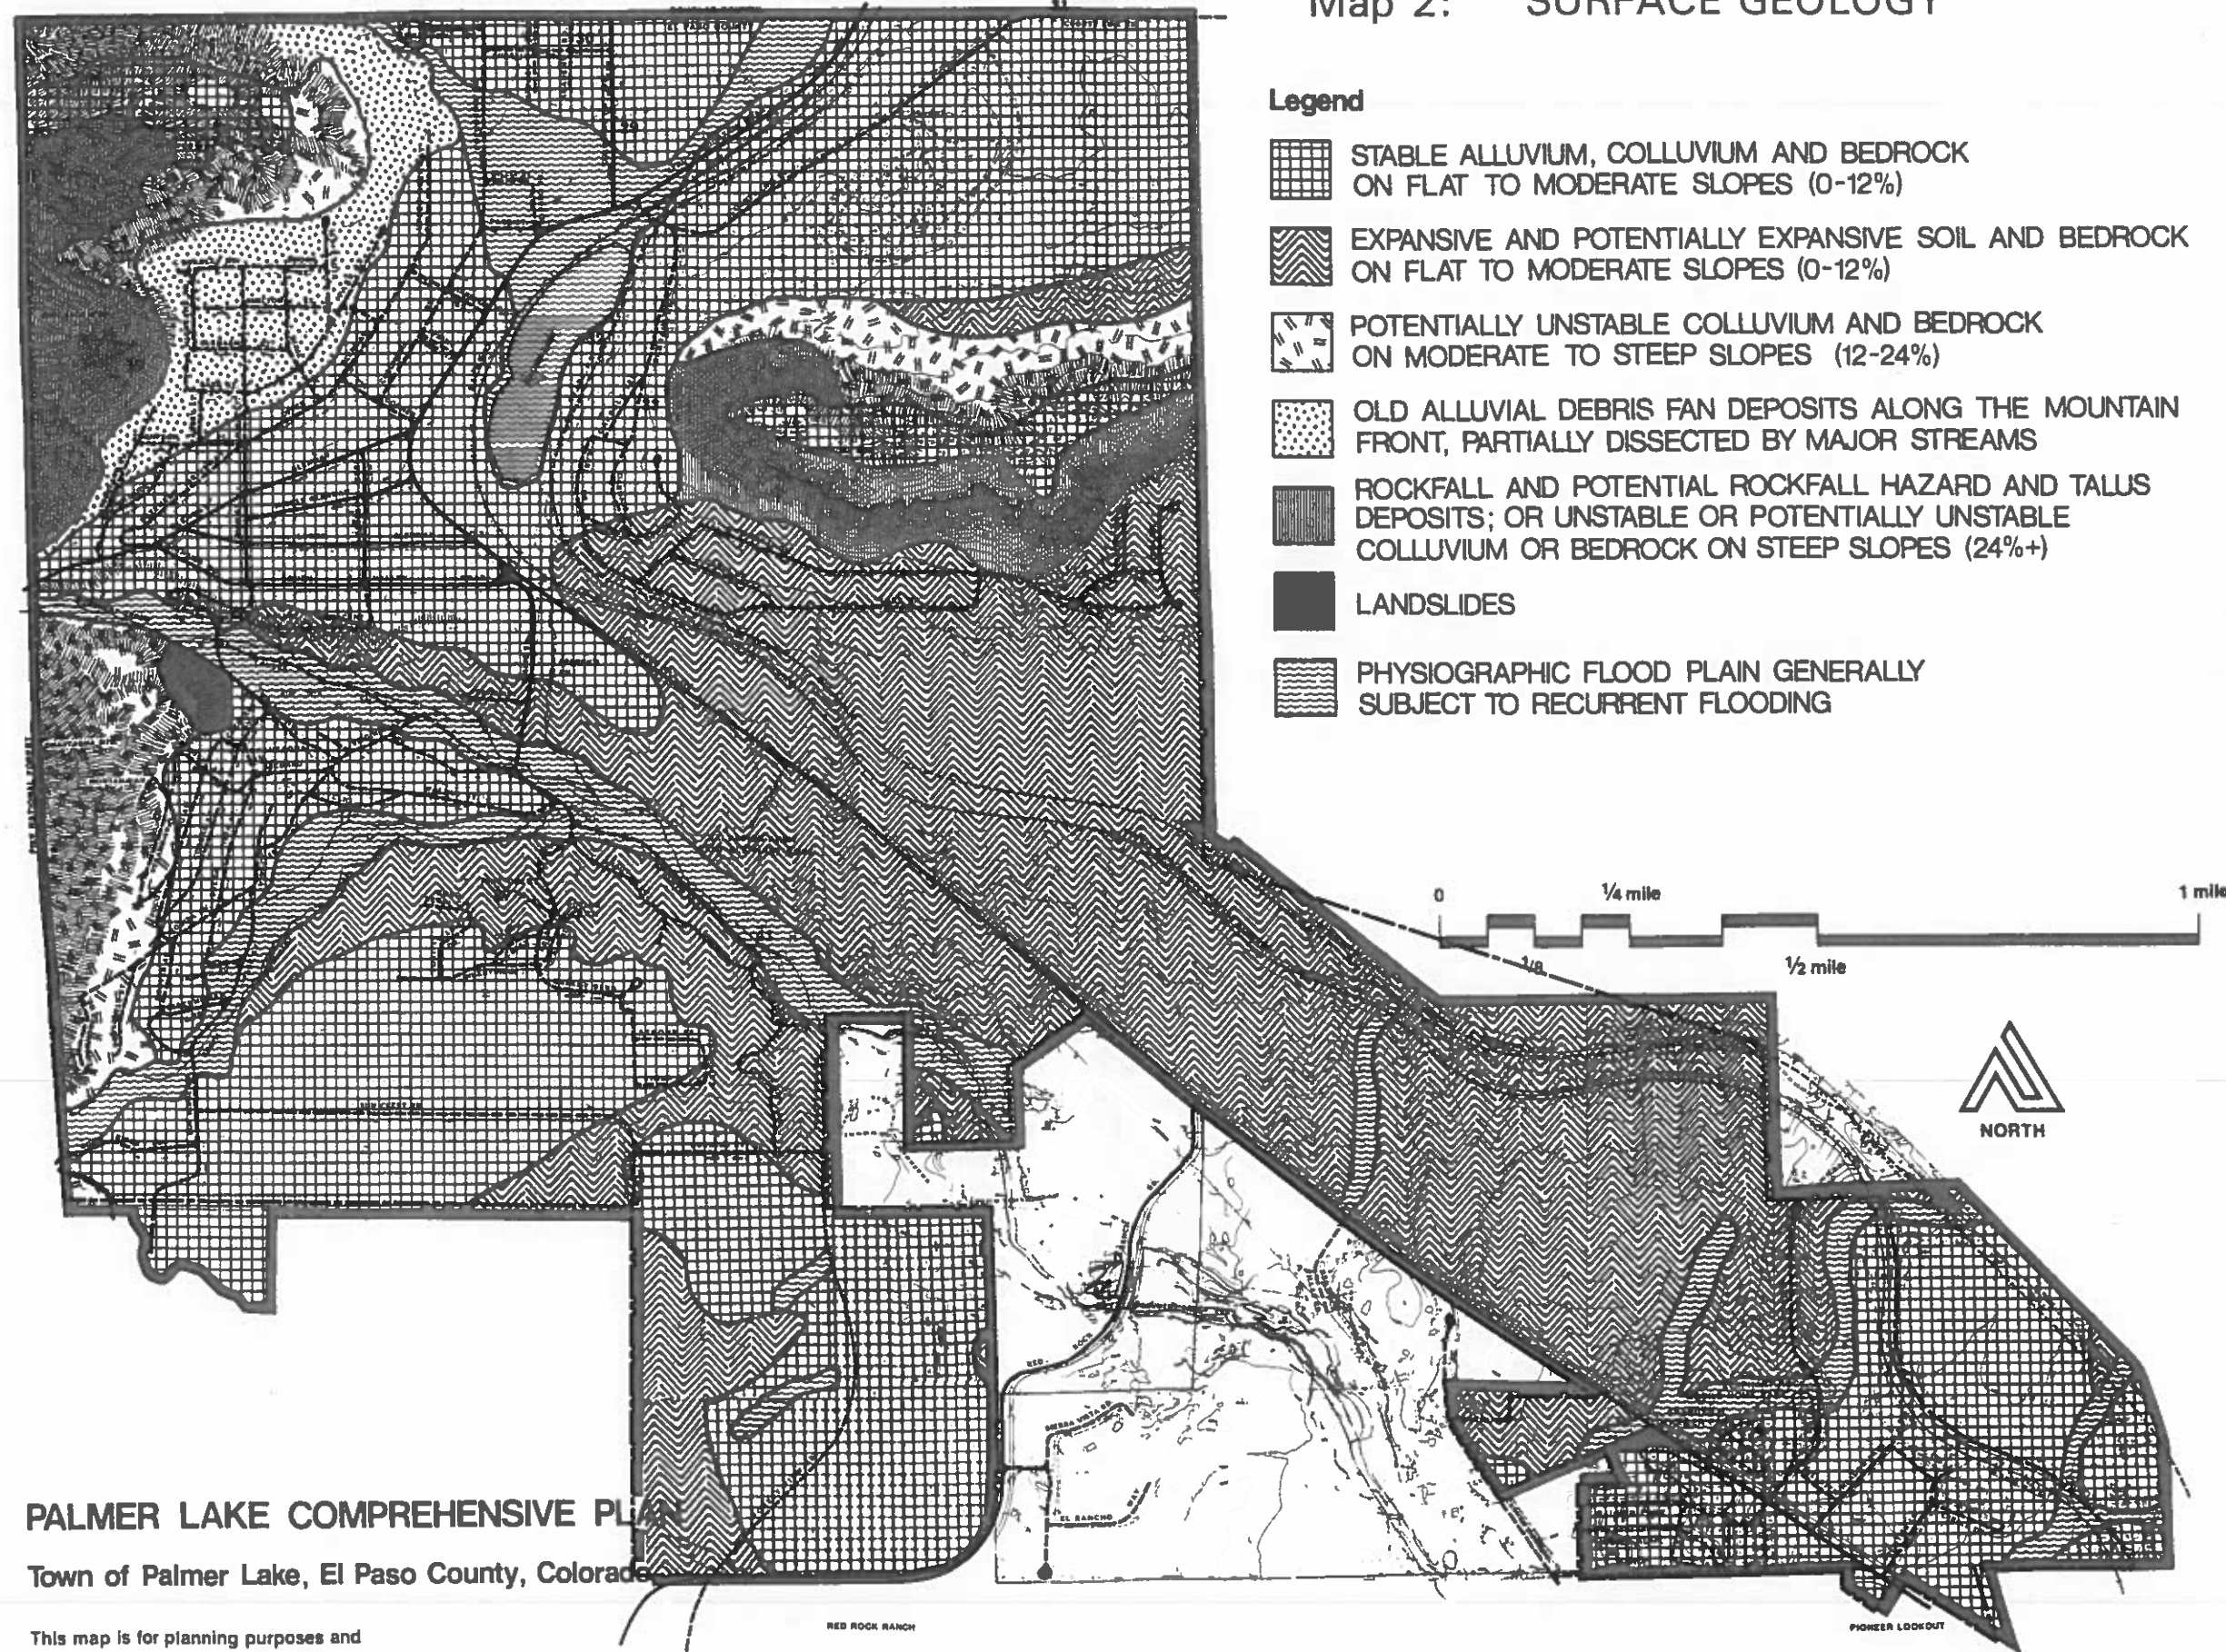 Map 2: SURFACE GEOLOGY
Legend
STABLE ALLUVIUM, COLLUVIUM AND BEDROCK
ON FLAT TO MODERATE SLOPES (0-12%)
EXPANSIVE AND POTENTIALLY EXPANSIVE SOIL AND BEDROCK
ON FLAT TO MODERATE SLOPES (0-12%)
POTENTIALLY UNSTABLE COLLUVIUM AND BEDROCK
ON MODERATE TO STEEP SLOPES (12-24%)
OLD ALLUVIAL DEBRIS FAN DEPOSITS ALONG THE MOUNTAIN
FRONT, PARTIALLY DISSECTED BY MAJOR STREAMS
ROCKFALL AND POTENTIAL ROCKFALL HAZARD AND TALUS
DEPOSITS; OR UNSTABLE OR POTENTIALLY UNSTABLE
COLLUVIUM OR BEDROCK ON STEEP SLOPES (24%+)
LANDSLIDES
PHYSIOGRAPHIC FLOOD PLAIN GENERALLY
SUBJECT TO RECURRENT FLOODING
0 ¼ mile 1 mile
1/8 ½ mile
NORTH
RED ROCK RANCH
SIERRA VISTA RD
EL RANCHO
PALMER LAKE COMPREHENSIVE PLAN
Town of Palmer Lake, El Paso County, Colorado
This map is for planning purposes and
RED ROCK RANCH
PIONEER LOOKOUT